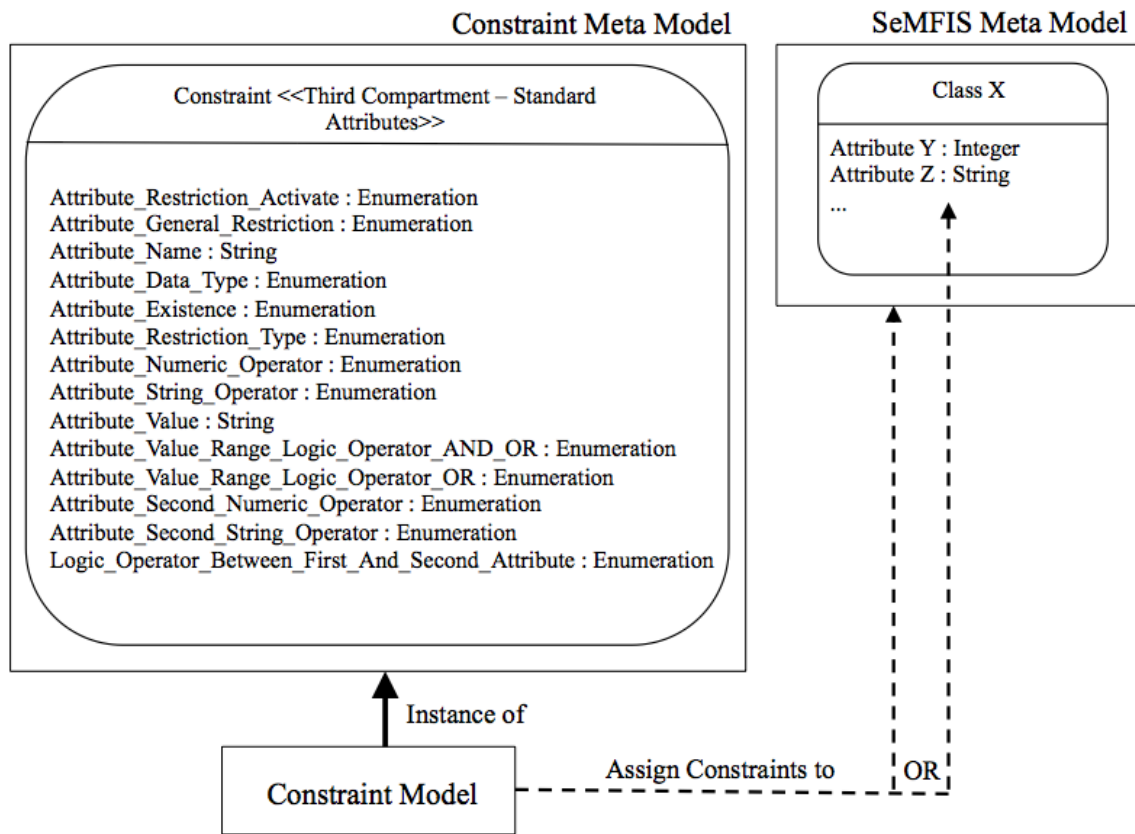 Constraint Meta Model
Constraint <<Third Compartment – Standard
Attributes>>
Attribute_Restriction_Activate : Enumeration
Attribute_General_Restriction : Enumeration
Attribute_Name : String
Attribute_Data_Type : Enumeration
Attribute_Existence : Enumeration
Attribute_Restriction_Type : Enumeration
Attribute_Numeric_Operator : Enumeration
Attribute_String_Operator : Enumeration
Attribute_Value : String
Attribute_Value_Range_Logic_Operator_AND_OR : Enumeration
Attribute_Value_Range_Logic_Operator_OR : Enumeration
Attribute_Second_Numeric_Operator : Enumeration
Attribute_Second_String_Operator : Enumeration
Logic_Operator_Between_First_And_Second_Attribute : Enumeration
SeMFIS Meta Model
Class X
Attribute Y : Integer
Attribute Z : String
...
Instance of
Constraint Model
Assign Constraints to
OR